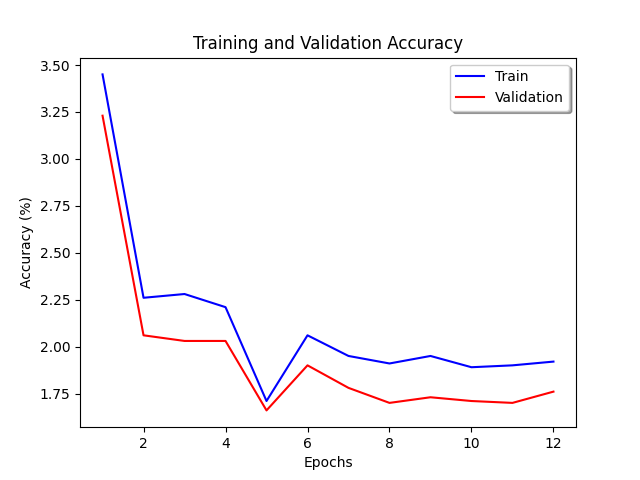 Training and Validation Accuracy
Train
Validation
Accuracy (%)
3.50
3.25
3.00
2.75
2.50
2.25
2.00
1.75
2 4 6 8 10 12
Epochs